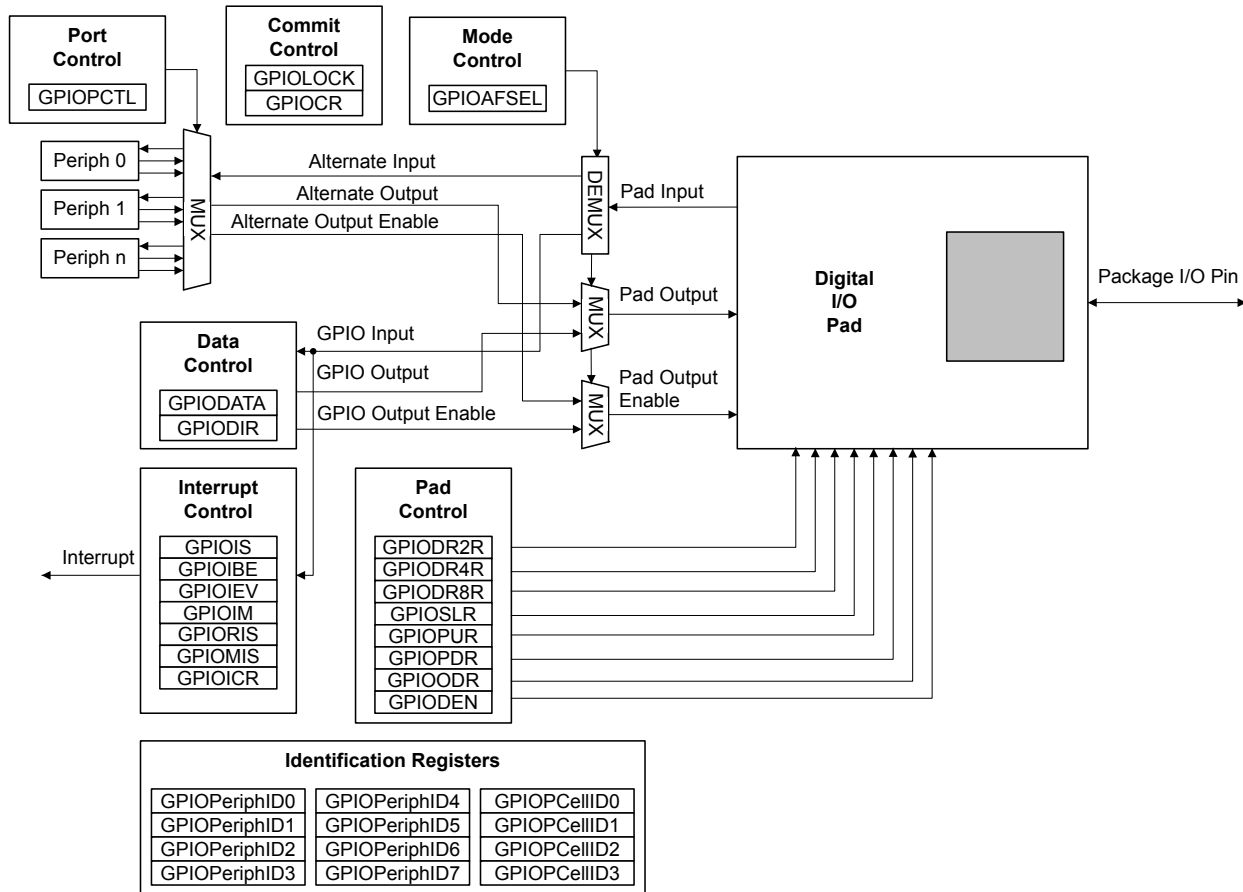 Port
Control
GPIOPCTL
Commit
Control
GPIOLOCK
GPIOCR
Mode
Control
GPIOAFSEL
Periph 0
Periph 1
Periph n
MUX
Alternate Input
Alternate Output
Alternate Output Enable
DEMUX
Pad Input
MUX
Pad Output
MUX
Pad Output
Enable
Digital
I/O
Pad
Package I/O Pin
Data
Control
GPIODATA
GPIODIR
GPIO Input
GPIO Output
GPIO Output Enable
Interrupt
Control
GPIOIS
GPIOIBE
GPIOIEV
GPIOIM
GPIORIS
GPIOMIS
GPIOICR
Interrupt
Pad
Control
GPIODR2R
GPIODR4R
GPIODR8R
GPIOSLR
GPIOPUR
GPIOPDR
GPIOODR
GPIODEN
Identification Registers
GPIOPeriphID0
GPIOPeriphID1
GPIOPeriphID2
GPIOPeriphID3
GPIOPeriphID4
GPIOPeriphID5
GPIOPeriphID6
GPIOPeriphID7
GPIOPCellID0
GPIOPCellID1
GPIOPCellID2
GPIOPCellID3